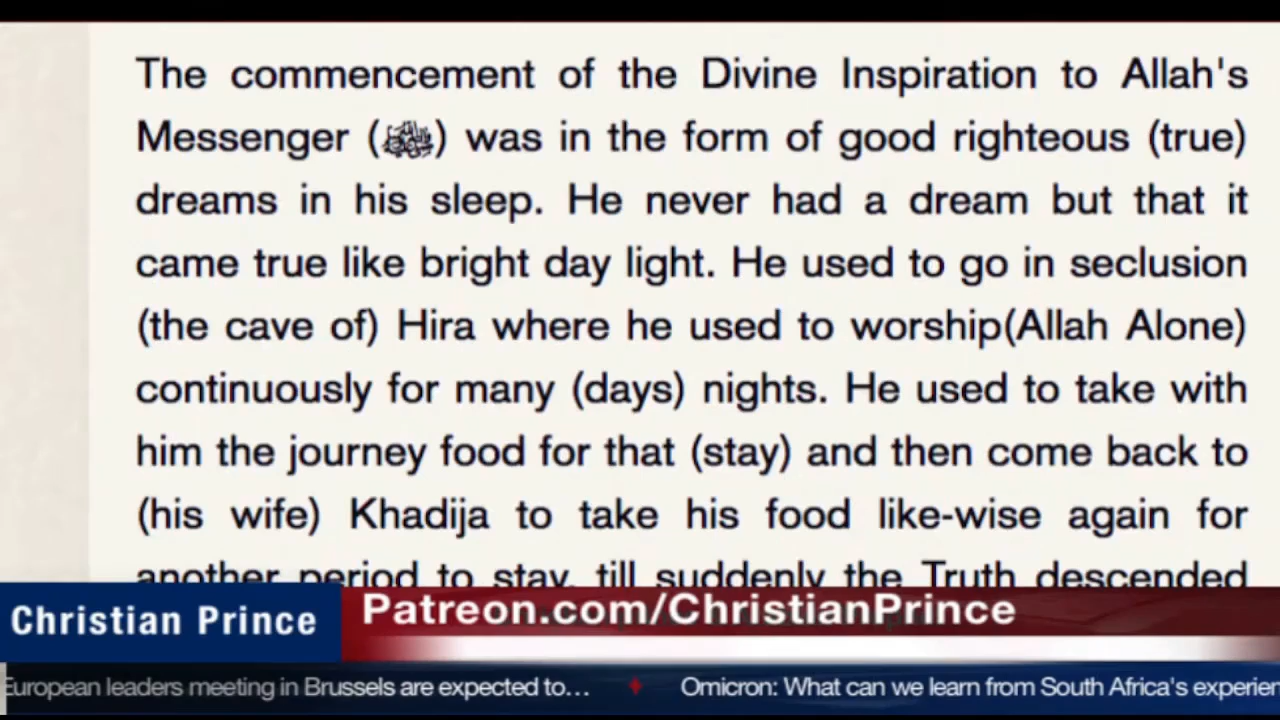 The commencement of the Divine Inspiration to Allah's
Messenger (ﷺ) was in the form of good righteous (true)
dreams in his sleep. He never had a dream but that it
came true like bright day light. He used to go in seclusion
(the cave of) Hira where he used to worship(Allah Alone)
continuously for many (days) nights. He used to take with
him the journey food for that (stay) and then come back to
(his wife) Khadija to take his food like-wise again for
another period to stay, till suddenly the Truth descended
Christian Prince
Patreon.com/ChristianPrince
European leaders meeting in Brussels are expected to... ♦ Omicron: What can we learn from South Africa's experien